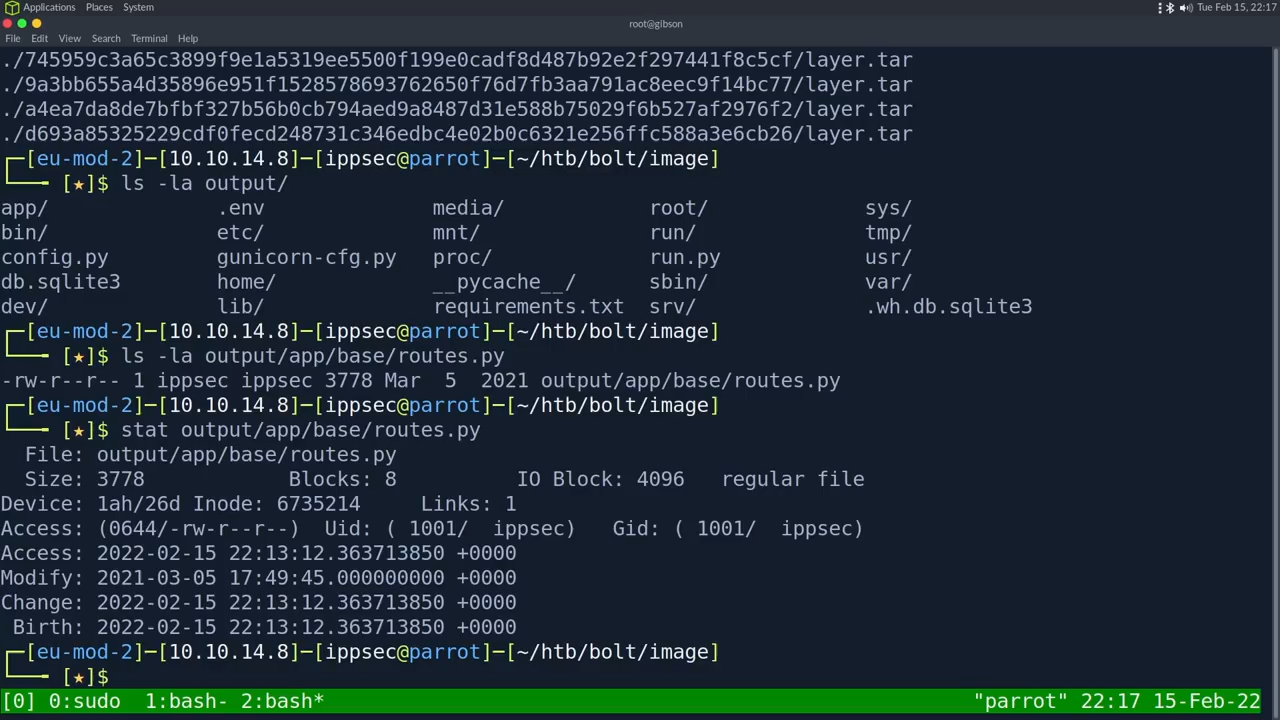 Applications Places System Tue Feb 15, 22:17
root@gibson
File Edit View Search Terminal Help
./745959c3a65c3899f9e1a5319ee5500f199e0cadf8d487b92e2f297441f8c5cf/layer.tar
./9a3bb655a4d35896e951f1528578693762650f76d7fb3aa791ac8eec9f14bc77/layer.tar
./a4ea7da8de7bfbf327b56b0cb794aed9a8487d31e588b75029f6b527af2976f2/layer.tar
./d693a85325229cdf0fecd248731c346edbc4e02b0c6321e256ffc588a3e6cb26/layer.tar
┌─[eu-mod-2]─[10.10.14.8]─[ippsec@parrot]─[~/htb/bolt/image]
└──╼ [★]$ ls -la output/
app/ .env media/ root/ sys/
bin/ etc/ mnt/ run/ tmp/
config.py gunicorn-cfg.py proc/ run.py usr/
db.sqlite3 home/ __pycache__/ sbin/ var/
dev/ lib/ requirements.txt srv/ .wh.db.sqlite3
┌─[eu-mod-2]─[10.10.14.8]─[ippsec@parrot]─[~/htb/bolt/image]
└──╼ [★]$ ls -la output/app/base/routes.py
-rw-r--r-- 1 ippsec ippsec 3778 Mar 5 2021 output/app/base/routes.py
┌─[eu-mod-2]─[10.10.14.8]─[ippsec@parrot]─[~/htb/bolt/image]
└──╼ [★]$ stat output/app/base/routes.py
File: output/app/base/routes.py
Size: 3778 Blocks: 8 IO Block: 4096 regular file
Device: 1ah/26d Inode: 6735214 Links: 1
Access: (0644/-rw-r--r--) Uid: ( 1001/ ippsec) Gid: ( 1001/ ippsec)
Access: 2022-02-15 22:13:12.363713850 +0000
Modify: 2021-03-05 17:49:45.000000000 +0000
Change: 2022-02-15 22:13:12.363713850 +0000
Birth: 2022-02-15 22:13:12.363713850 +0000
┌─[eu-mod-2]─[10.10.14.8]─[ippsec@parrot]─[~/htb/bolt/image]
└──╼ [★]$
[0] 0:sudo 1:bash- 2:bash* "parrot" 22:17 15-Feb-22